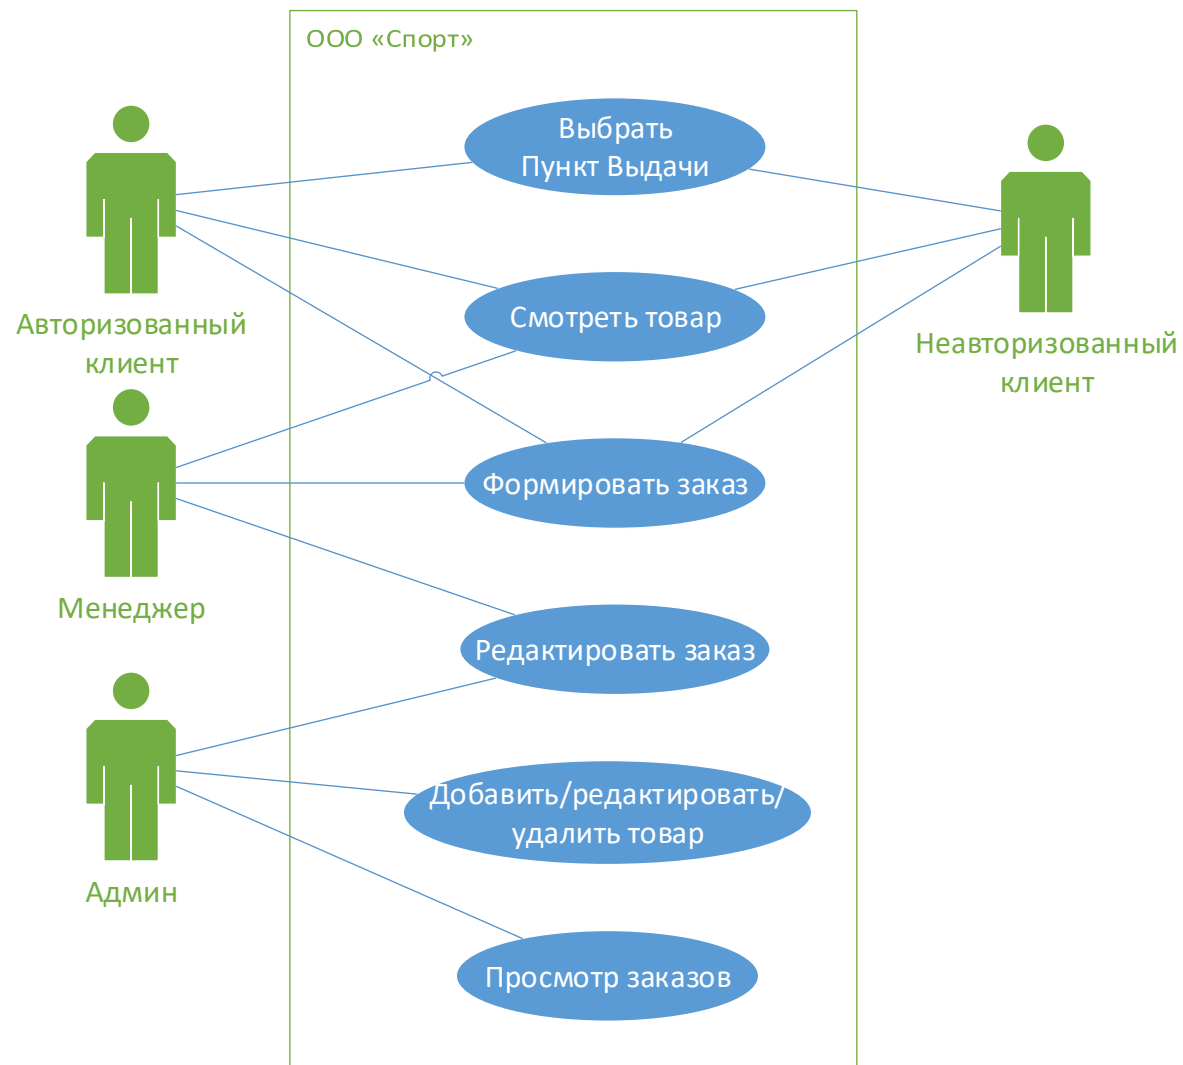 ООО «Спорт»
Выбрать
Пункт Выдачи
Смотреть товар
Авторизованный
клиент
Неавторизованный
клиент
Формировать заказ
Менеджер
Редактировать заказ
Добавить/редактировать/
удалить товар
Админ
Просмотр заказов